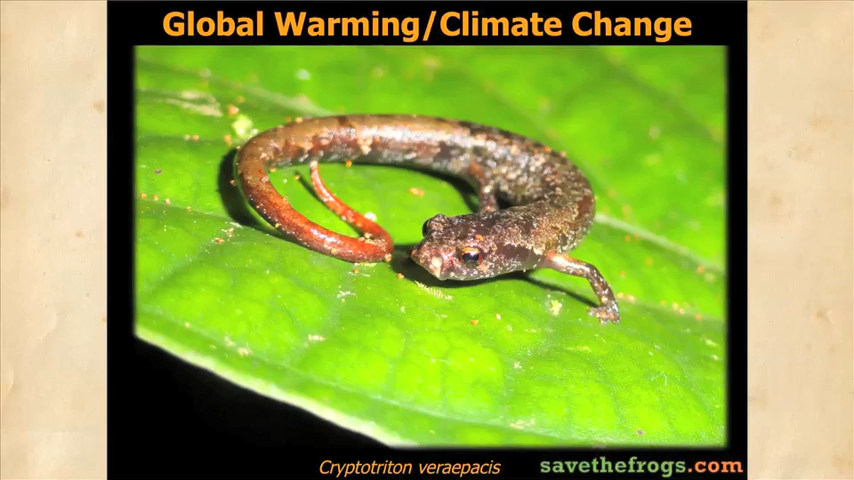 Global Warming/Climate Change
Cryptotriton veraepacis
savethefrogs.com